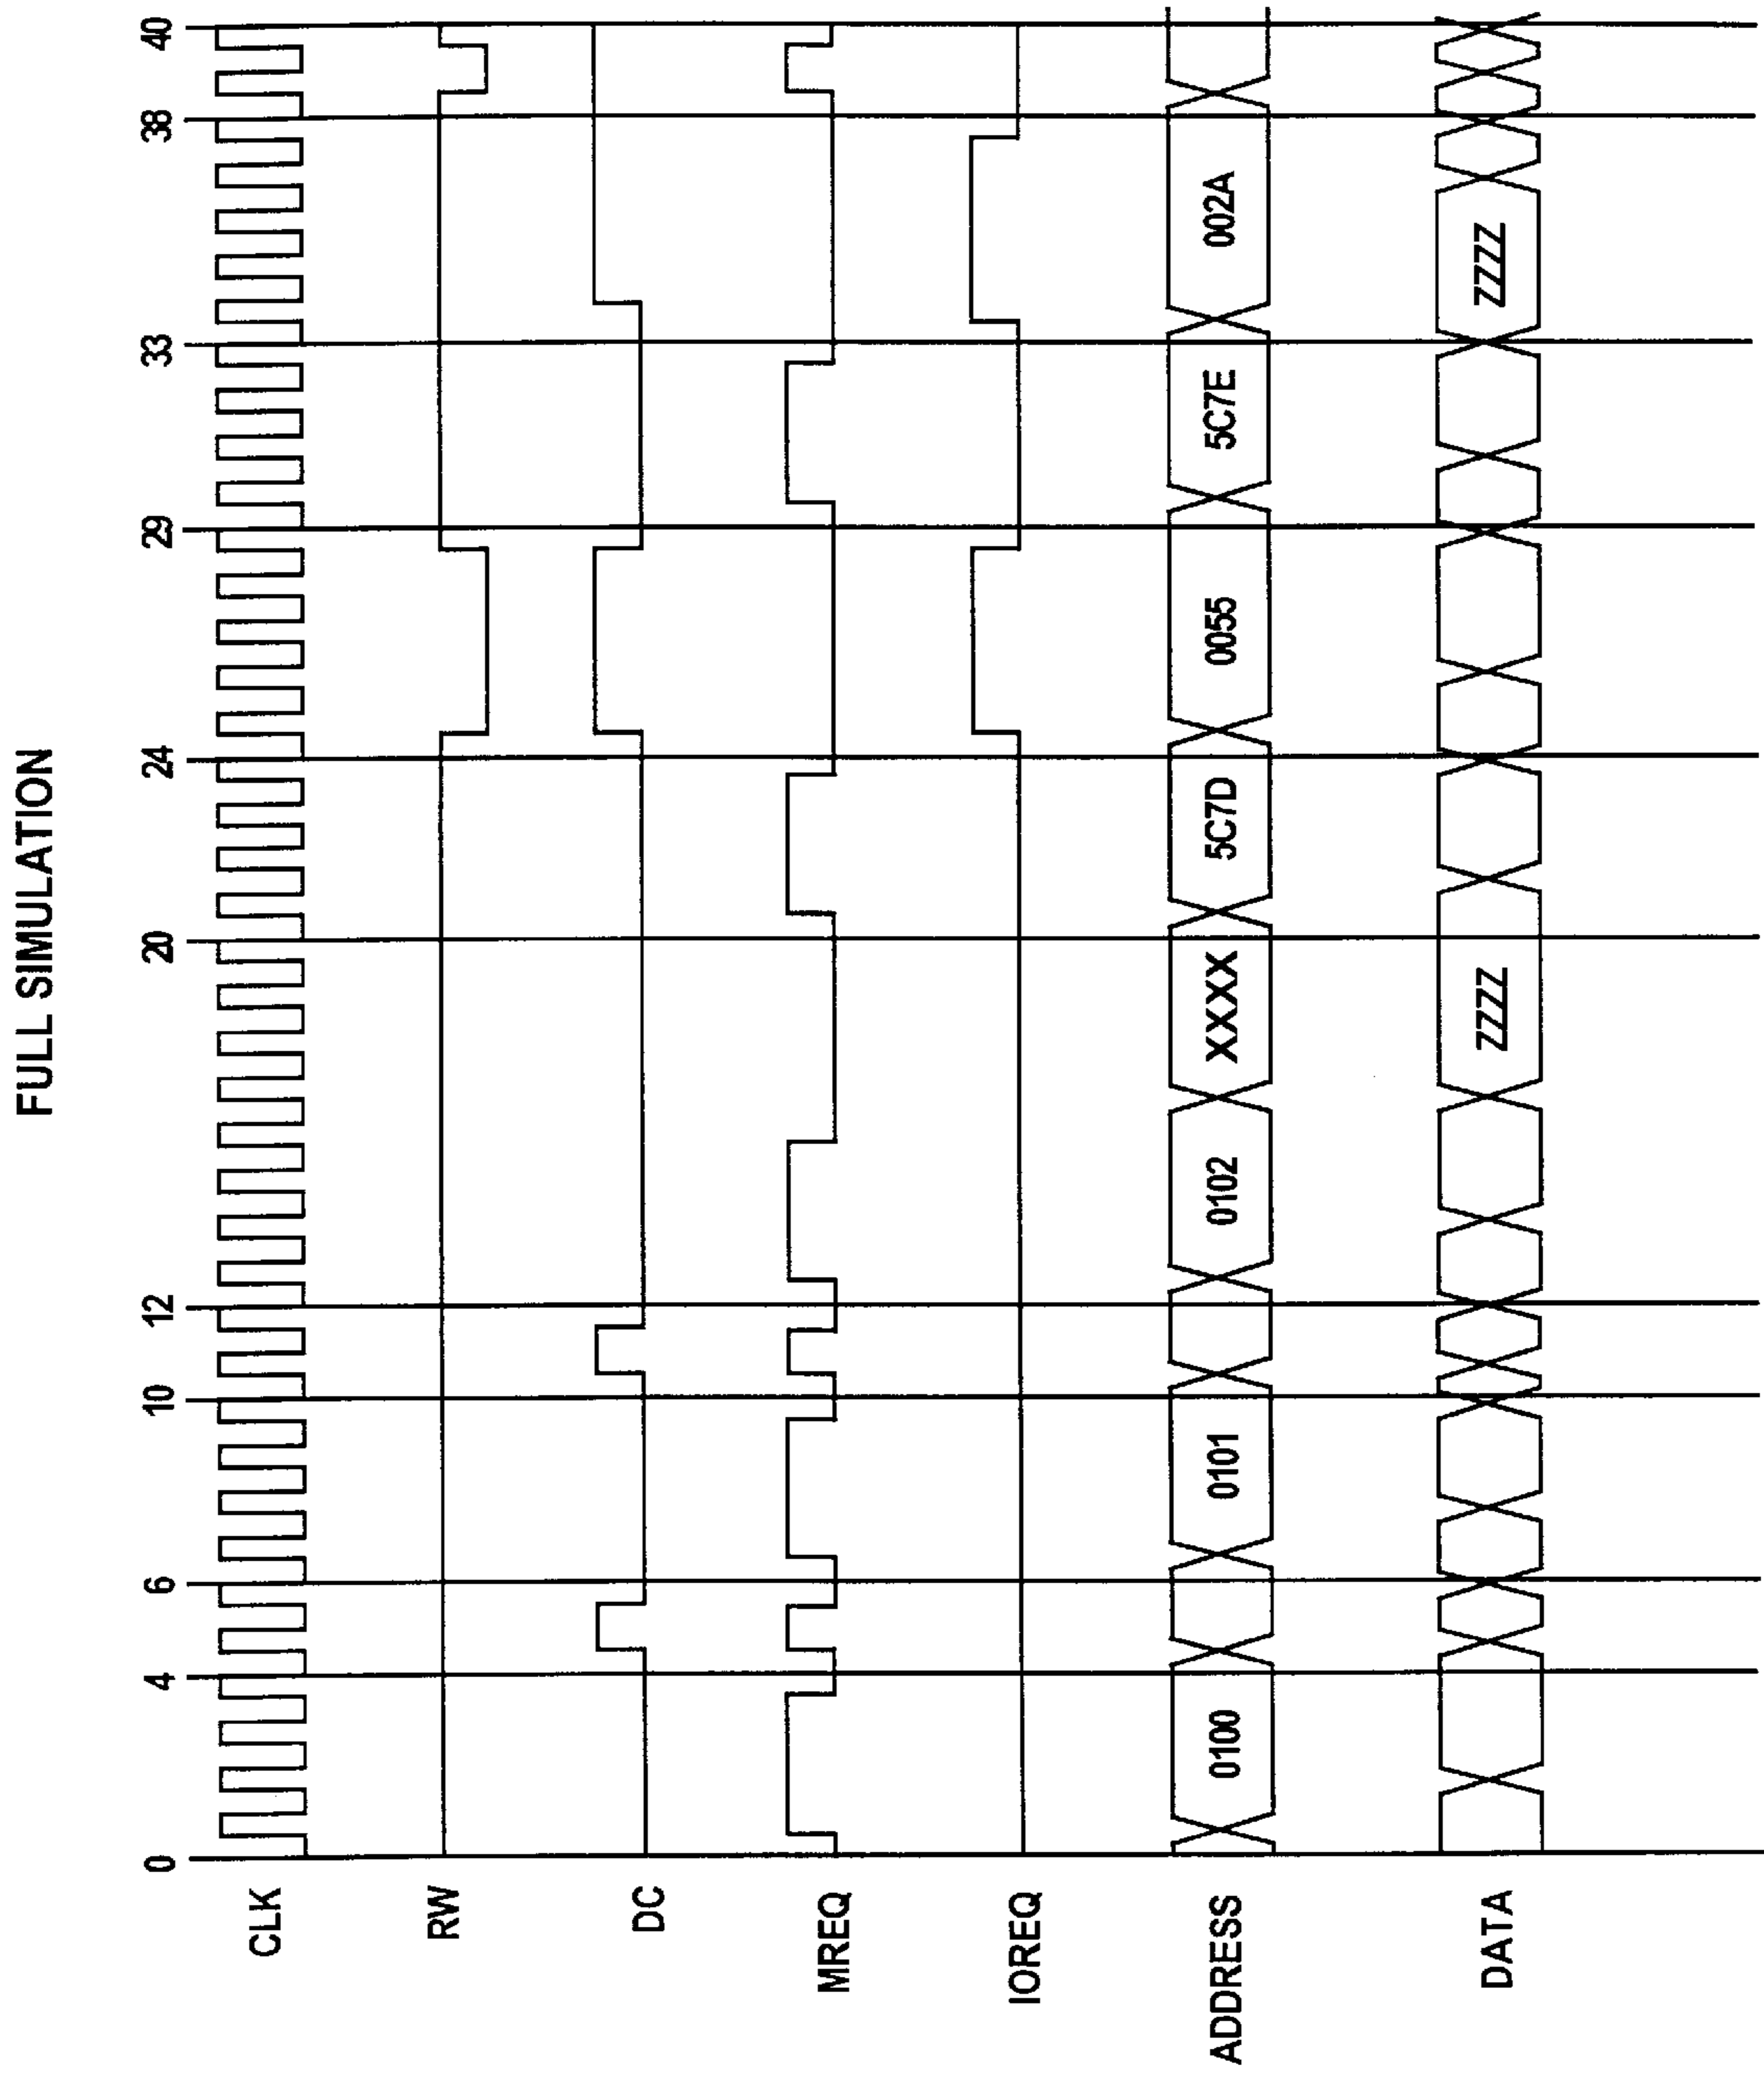 FULL SIMULATION
0 4 6 10 12 20 24 29 33 38 40
CLK
RW
DC
MREQ
IOREQ
ADDRESS 0100 0101 0102 XXXX 5C7D 0055 5C7E 002A
DATA ZZZZ ZZZZ